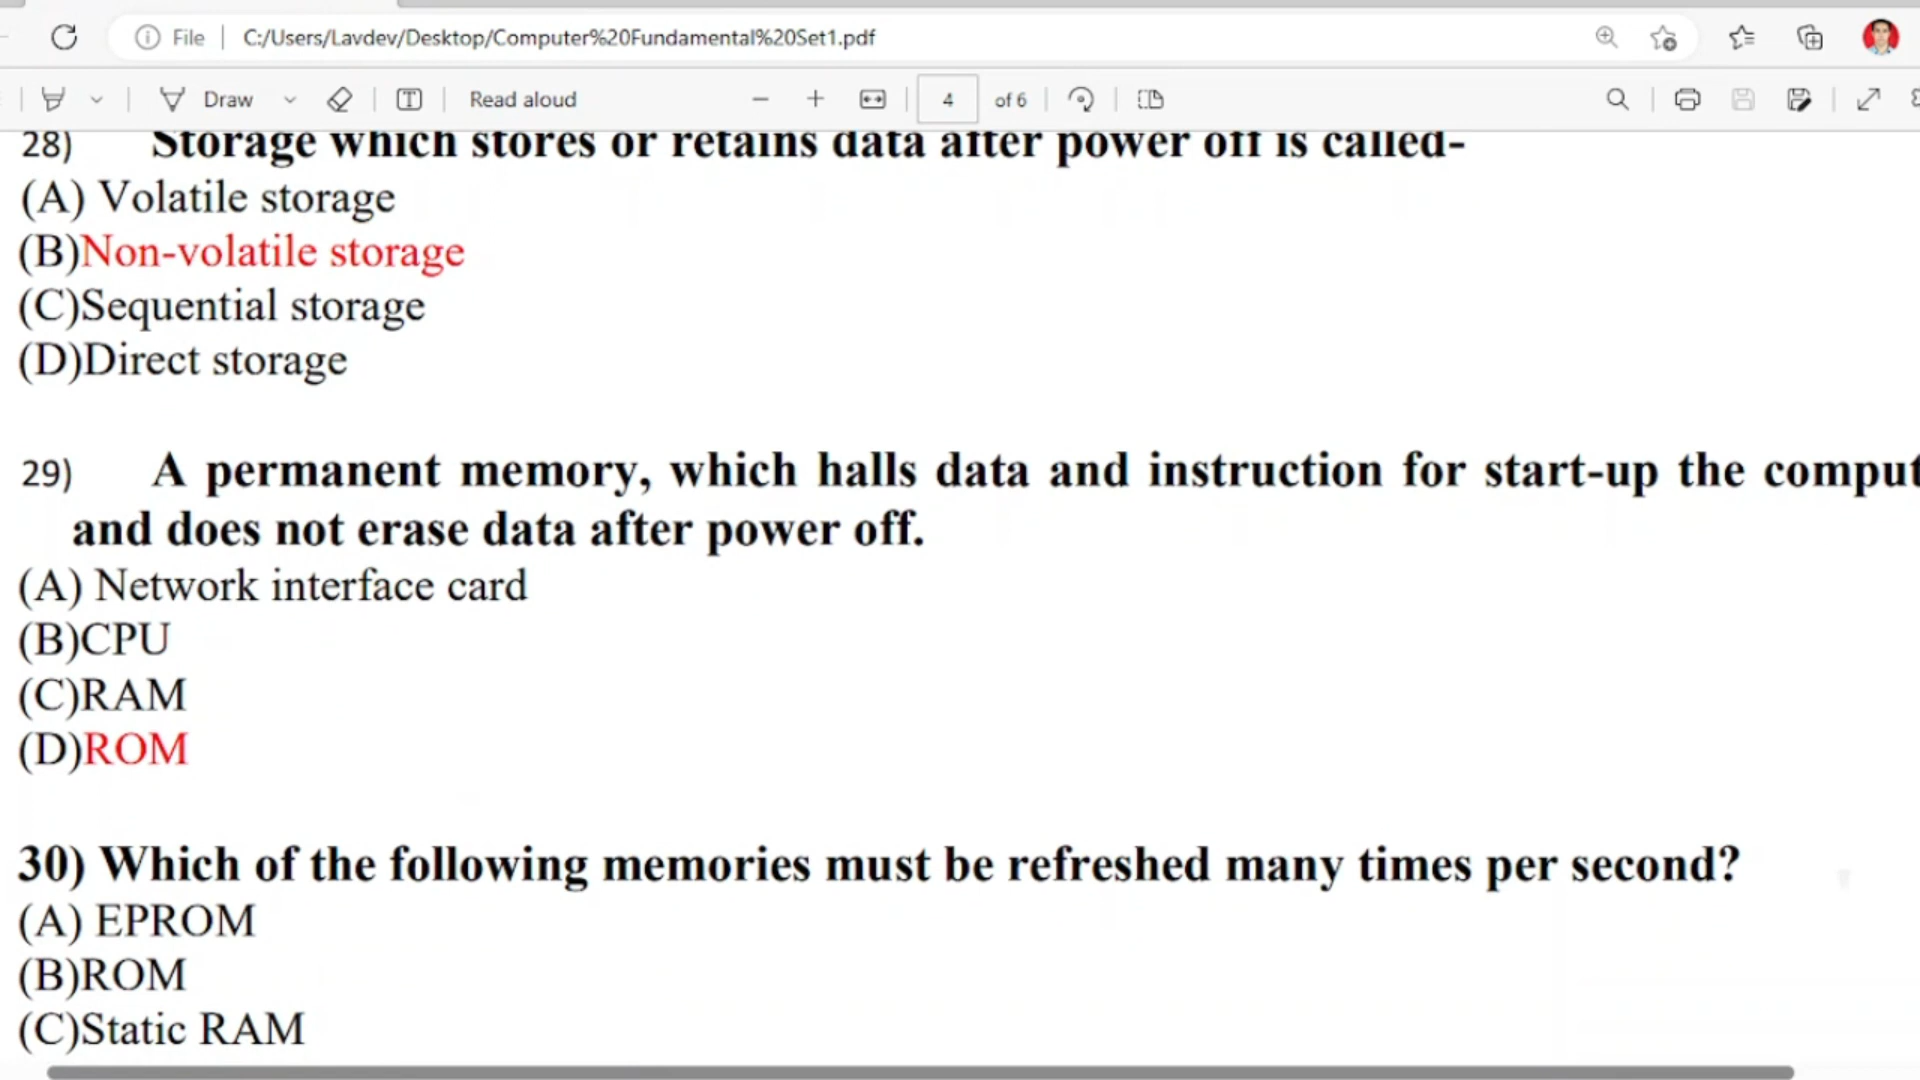 File
C:/Users/Lavdev/Desktop/Computer%20Fundamental%20Set1.pdf
Draw
Read aloud
4
of 6
28) Storage which stores or retains data after power off is called-
(A) Volatile storage
(B)Non-volatile storage
(C)Sequential storage
(D)Direct storage
29) A permanent memory, which halls data and instruction for start-up the comput
and does not erase data after power off.
(A) Network interface card
(B)CPU
(C)RAM
(D)ROM
30) Which of the following memories must be refreshed many times per second?
(A) EPROM
(B)ROM
(C)Static RAM